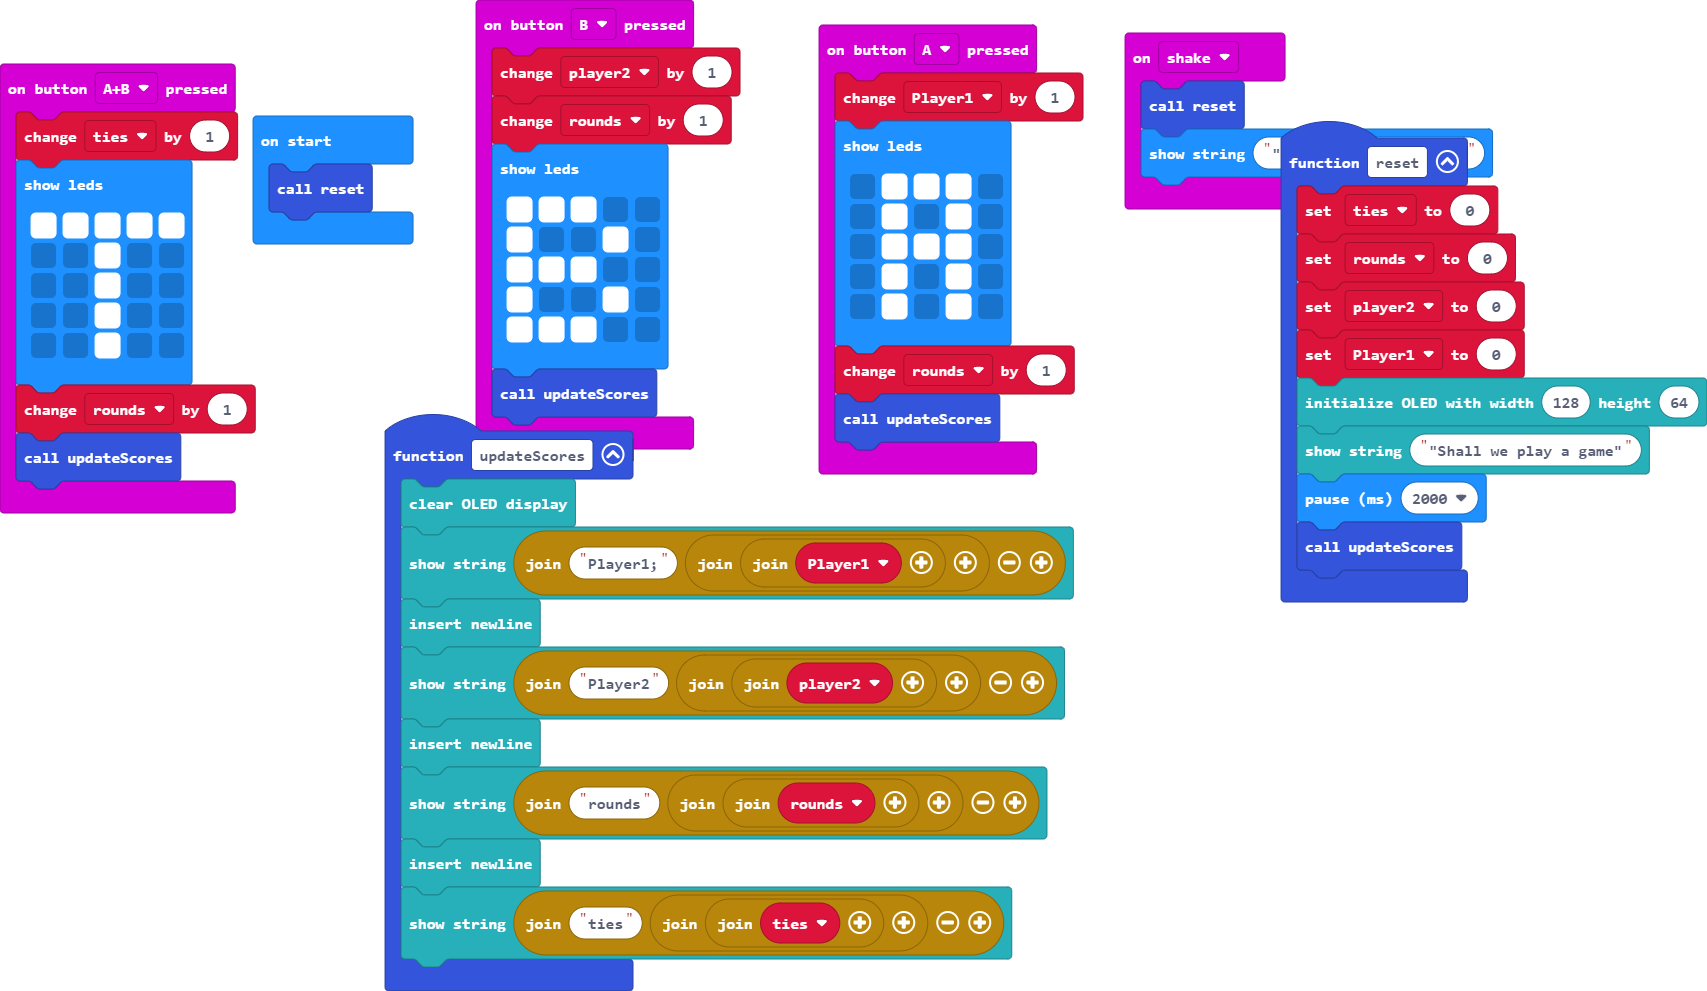 on button A+B pressed
change ties by 1
show leds
change rounds by 1
call updateScores
on start
call reset
on button B pressed
change player2 by 1
change rounds by 1
show leds
call updateScores
on button A pressed
change Player1 by 1
show leds
change rounds by 1
call updateScores
on shake
call reset
show string "" "
function reset
set ties to 0
set rounds to 0
set player2 to 0
set Player1 to 0
initialize OLED with width 128 height 64
show string ""Shall we play a game""
pause (ms) 2000
call updateScores
function updateScores
clear OLED display
show string join "Player1;" join join Player1
insert newline
show string join "Player2" join join player2
insert newline
show string join "rounds" join join rounds
insert newline
show string join "ties" join join ties